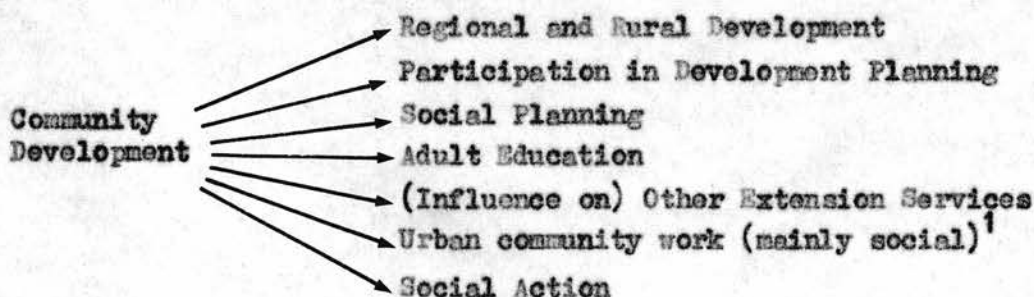 Regional and Rural Development
Participation in Development Planning
Community
Development
Social Planning
Adult Education
(Influence on) Other Extension Services
Urban community work (mainly social)1
Social Action